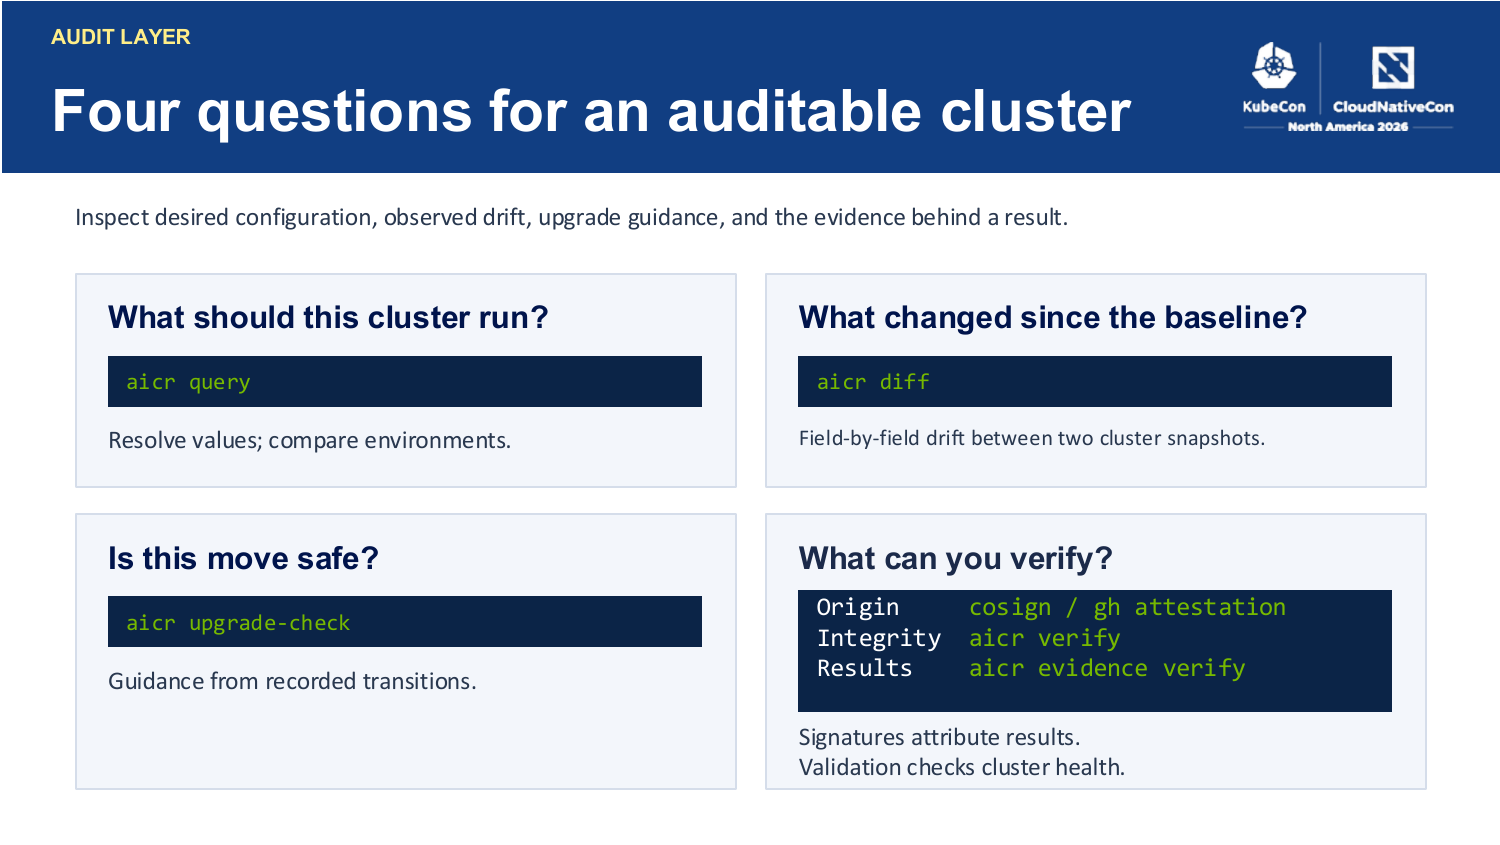 AUDIT LAYER
Four questions for an auditable cluster
KubeCon
CloudNativeCon
North America 2026
Inspect desired configuration, observed drift, upgrade guidance, and the evidence behind a result.
What should this cluster run?
aicr query
Resolve values; compare environments.
What changed since the baseline?
aicr diff
Field-by-field drift between two cluster snapshots.
Is this move safe?
aicr upgrade-check
Guidance from recorded transitions.
What can you verify?
Origin cosign / gh attestation
Integrity aicr verify
Results aicr evidence verify
Signatures attribute results.
Validation checks cluster health.